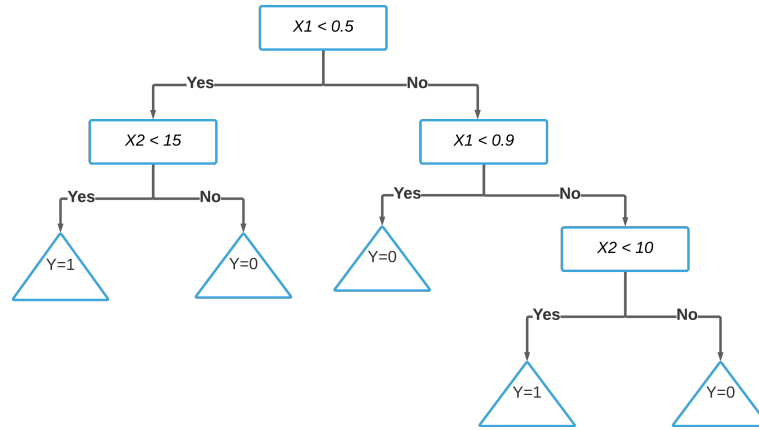 X1 < 0.5
Yes
No
X2 < 15
X1 < 0.9
Yes
No
Yes
No
Y=1
Y=0
Y=0
X2 < 10
Yes
No
Y=1
Y=0